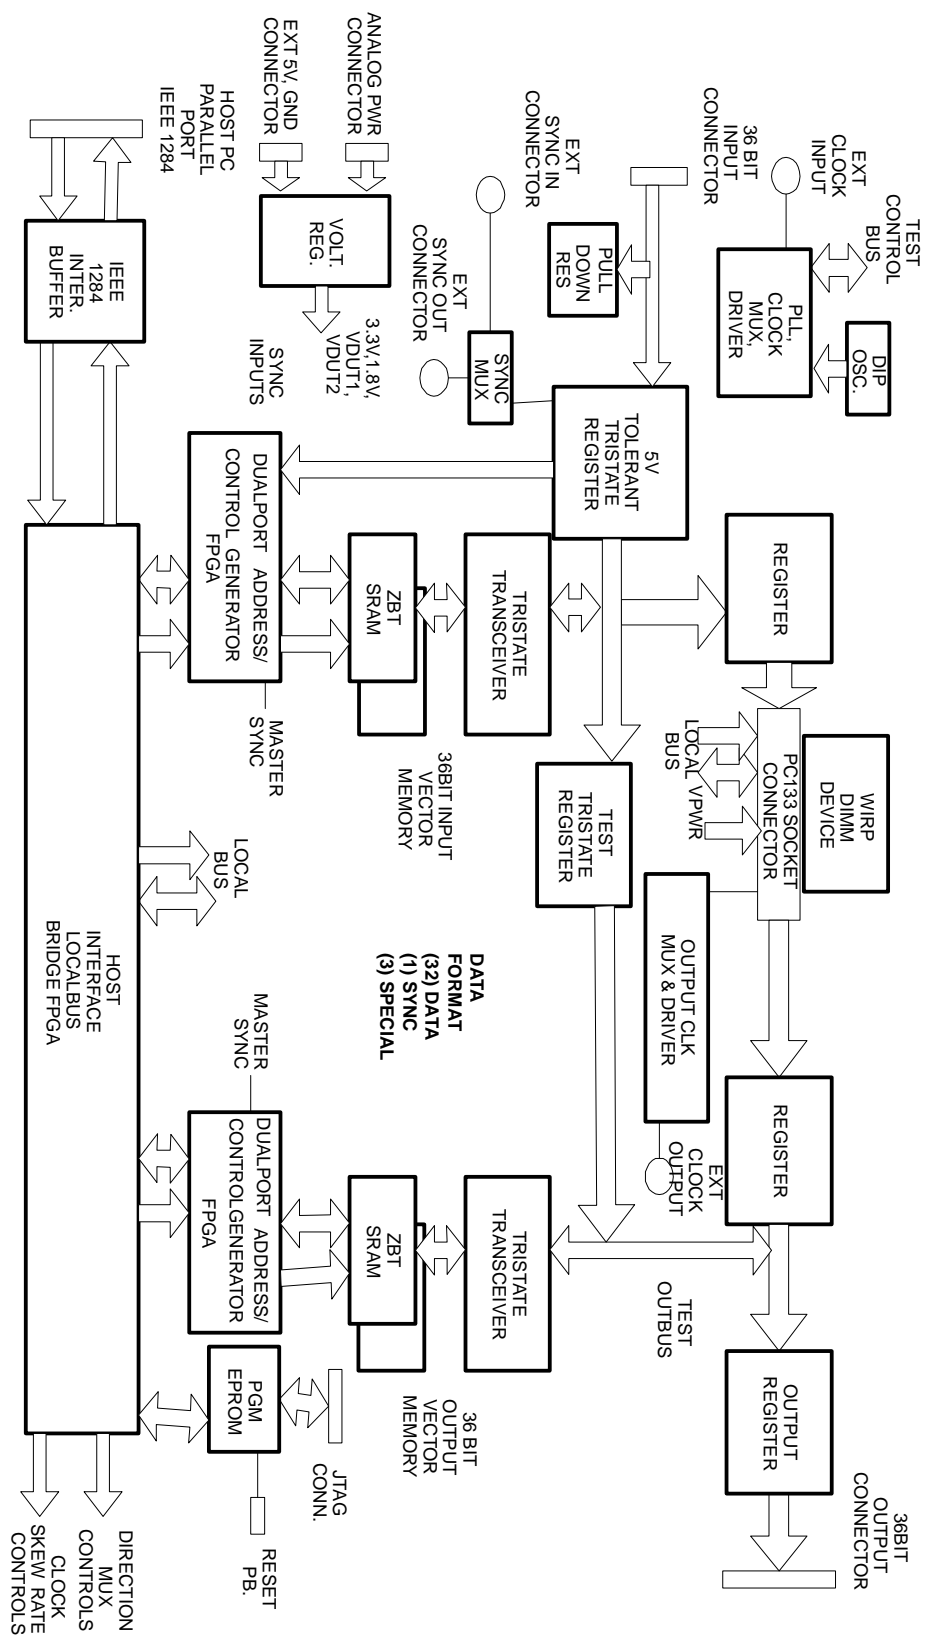 EXT
CLOCK
INPUT
TEST
CONTROL
BUS
PLL,
CLOCK
MUX,
DRIVER
DIP
OSC.
REGISTER
WIRP
DIMM
DEVICE
PC133 SOCKET
CONNECTOR
LOCAL
BUS
VPWR
REGISTER
OUTPUT
REGISTER
36BIT
OUTPUT
CONNECTOR
36 BIT
INPUT
CONNECTOR
PULL
DOWN
RES
5V
TOLERANT
TRISTATE
REGISTER
TEST
TRISTATE
REGISTER
OUTPUT CLK
MUX & DRIVER
EXT
CLOCK
OUTPUT
TEST
OUTBUS
EXT
SYNC IN
CONNECTOR
SYNC
MUX
EXT
SYNC OUT
CONNECTOR
TRISTATE
TRANSCEIVER
DATA
FORMAT
(32) DATA
(1) SYNC
(3) SPECIAL
TRISTATE
TRANSCEIVER
ANALOG PWR
CONNECTOR
EXT 5V, GND
CONNECTOR
VOLT.
REG.
3.3V,1.8V,
VDUT1,
VDUT2
SYNC
INPUTS
ZBT
SRAM
36BIT INPUT
VECTOR
MEMORY
ZBT
SRAM
36 BIT
OUTPUT
VECTOR
MEMORY
DUALPORT ADDRESS/
CONTROL GENERATOR
FPGA
MASTER
SYNC
LOCAL
BUS
MASTER
SYNC
DUALPORT ADDRESS/
CONTROLGENERATOR
FPGA
PGM
EPROM
JTAG
CONN.
RESET
PB.
HOST PC
PARALLEL
PORT
IEEE 1284
IEEE
1284
INTER.
BUFFER
HOST
INTERFACE
LOCALBUS
BRIDGE FPGA
DIRECTION
MUX
CONTROLS
CLOCK
SKEW RATE
CONTROLS